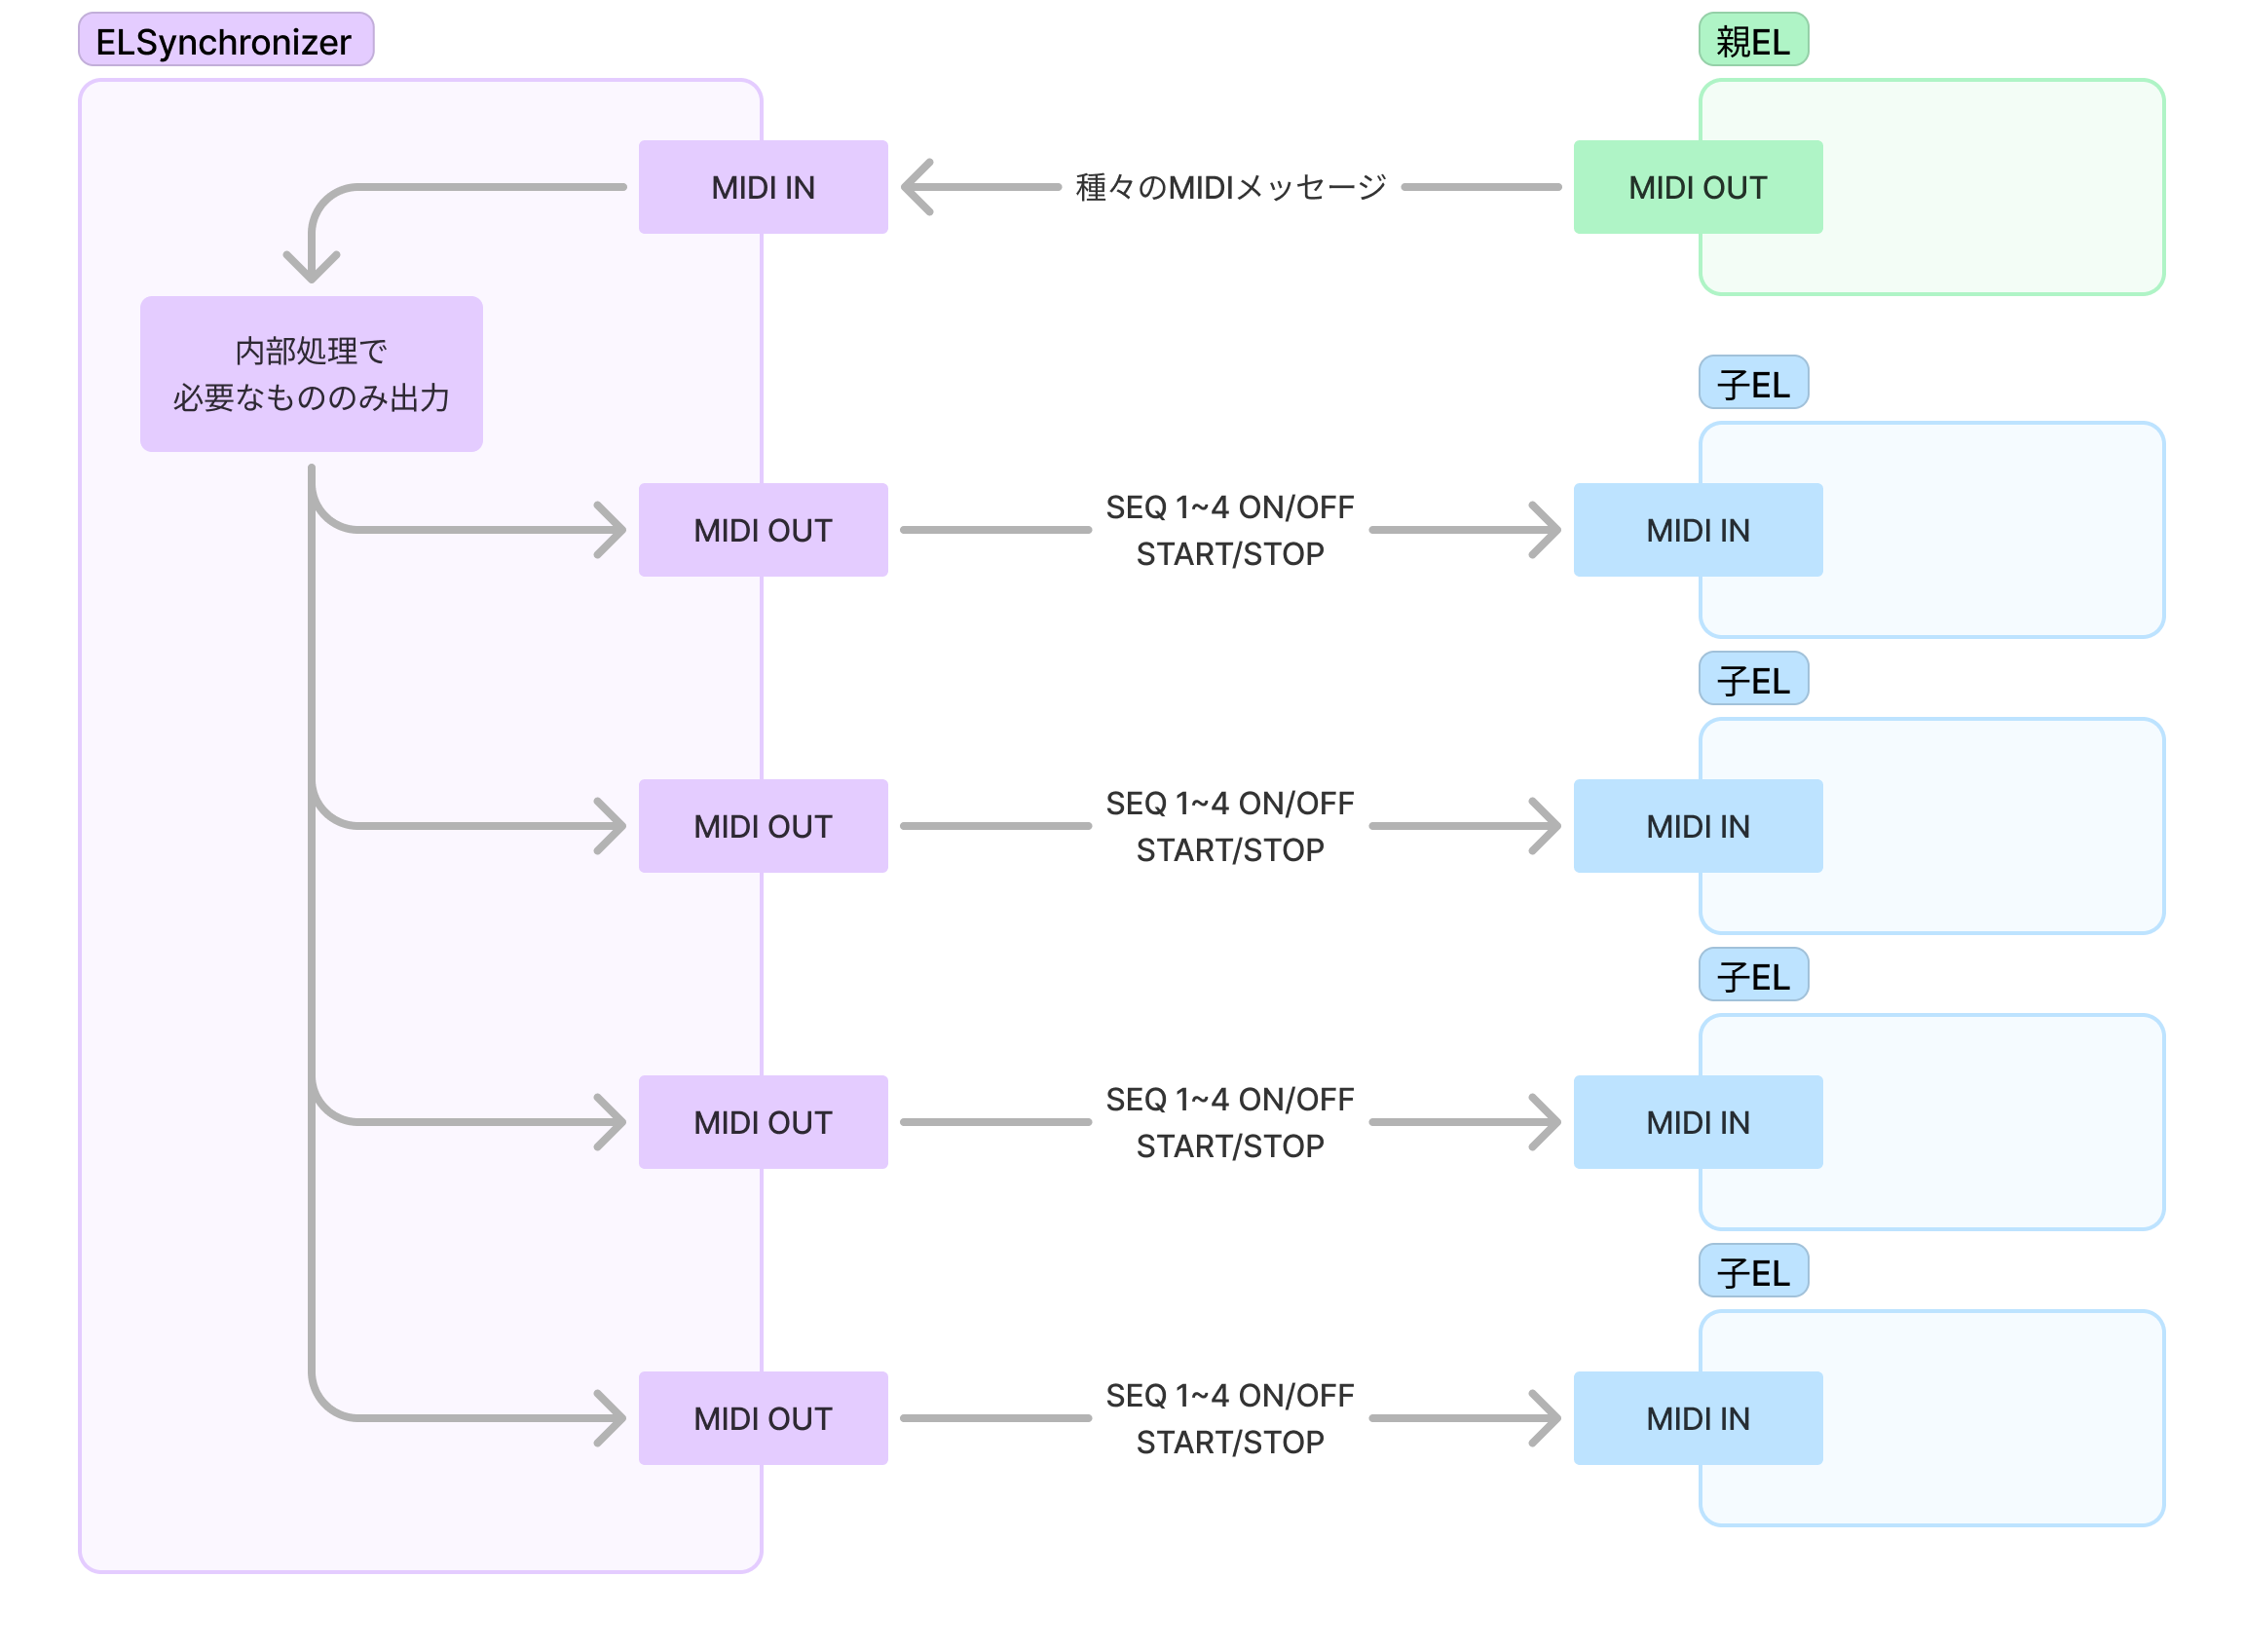 ELSynchronizer
親EL
MIDI IN
種々のMIDIメッセージ
MIDI OUT
内部処理で
必要なもののみ出力
子EL
MIDI OUT
SEQ 1~4 ON/OFF
START/STOP
MIDI IN
子EL
MIDI OUT
SEQ 1~4 ON/OFF
START/STOP
MIDI IN
子EL
MIDI OUT
SEQ 1~4 ON/OFF
START/STOP
MIDI IN
子EL
MIDI OUT
SEQ 1~4 ON/OFF
START/STOP
MIDI IN